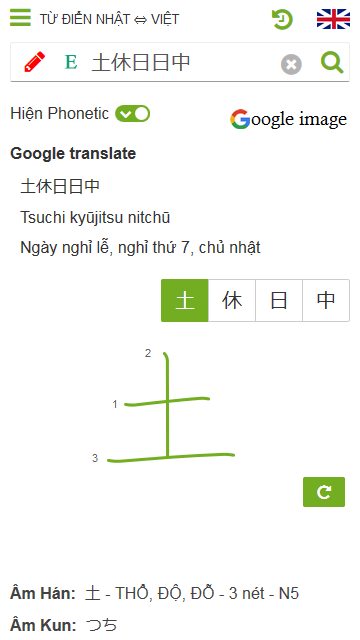 TỪ ĐIỂN NHẬT ⇔ VIỆT
E 土休日日中
Hiện Phonetic
Google image
Google translate
土休日日中
Tsuchi kyūjitsu nitchū
Ngày nghỉ lễ, nghỉ thứ 7, chủ nhật
土 休 日 中
2
1
3
Âm Hán: 土 - THỔ, ĐỘ, ĐỖ - 3 nét - N5
Âm Kun: つち